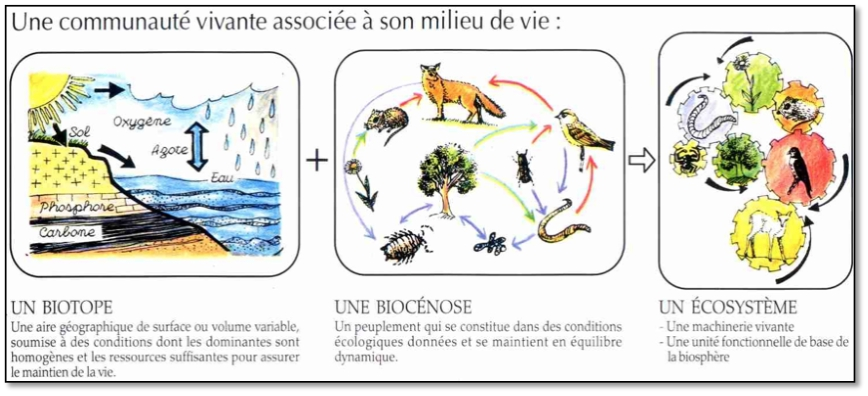 Une communauté vivante associée à son milieu de vie :
Oxygène
Sol
Azote
Eau
Phosphore
Carbone
+
UN BIOTOPE
Une aire géographique de surface ou volume variable,
soumise à des conditions dont les dominantes sont
homogènes et les ressources suffisantes pour assurer
le maintien de la vie.
UNE BIOCÉNOSE
Un peuplement qui se constitue dans des conditions
écologiques données et se maintient en équilibre
dynamique.
UN ÉCOSYSTÈME
- Une machinerie vivante
- Une unité fonctionnelle de base de
la biosphère